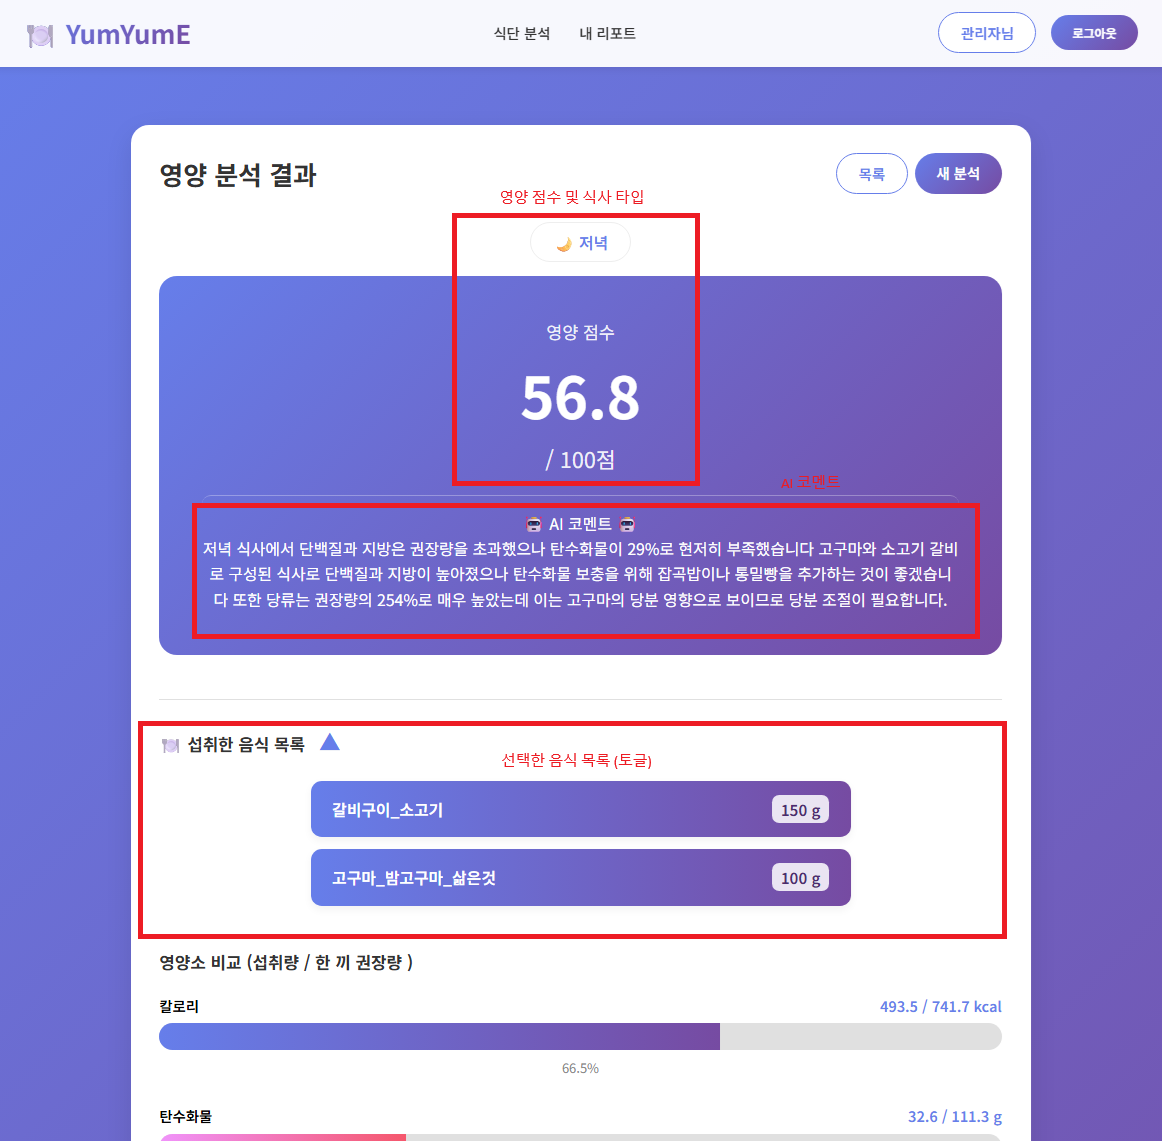 YumYumE
식단 분석
내 리포트
관리자님
로그아웃
영양 분석 결과
목록
새 분석
영양 점수 및 식사 타입
저녁
영양 점수
56.8
/ 100점
AI 코멘트
AI 코멘트
저녁 식사에서 단백질과 지방은 권장량을 초과했으나 탄수화물이 29%로 현저히 부족했습니다 고구마와 소고기 갈비
로 구성된 식사로 단백질과 지방이 높아졌으나 탄수화물 보충을 위해 잡곡밥이나 통밀빵을 추가하는 것이 좋겠습니
다 또한 당류는 권장량의 254%로 매우 높았는데 이는 고구마의 당분 영향으로 보이므로 당분 조절이 필요합니다.
섭취한 음식 목록
선택한 음식 목록 (토글)
갈비구이_소고기
150 g
고구마_밤고구마_삶은것
100 g
영양소 비교 (섭취량 / 한 끼 권장량 )
칼로리
493.5 / 741.7 kcal
66.5%
탄수화물
32.6 / 111.3 g